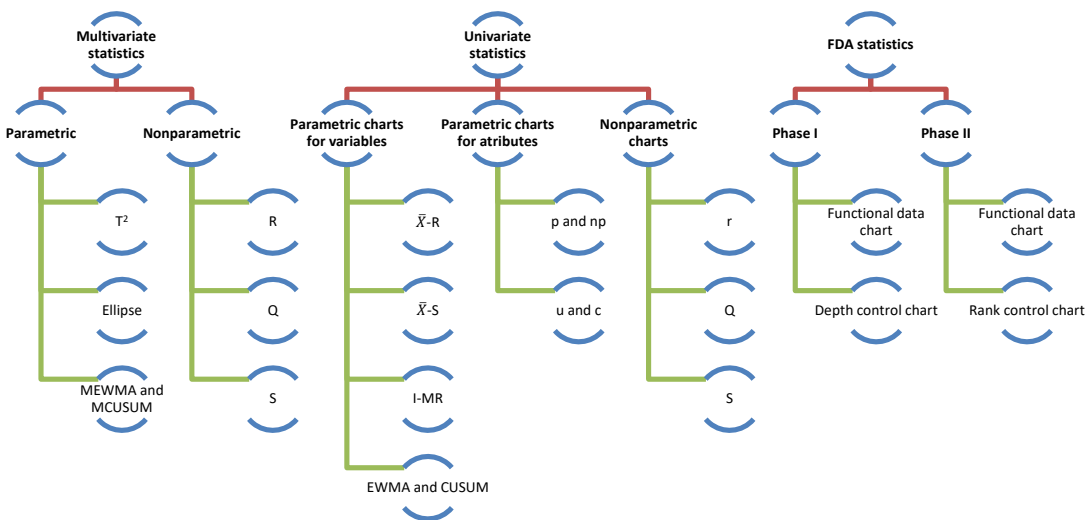 Multivariate
statistics
Univariate
statistics
FDA statistics
Parametric
Nonparametric
Parametric charts
for variables
Parametric charts
for atributes
Nonparametric
charts
Phase I
Phase II
T²
R
X̄-R
p and np
r
Functional data
chart
Functional data
chart
Ellipse
Q
X̄-S
u and c
Q
Depth control chart
Rank control chart
MEWMA and
MCUSUM
S
I-MR
S
EWMA and CUSUM